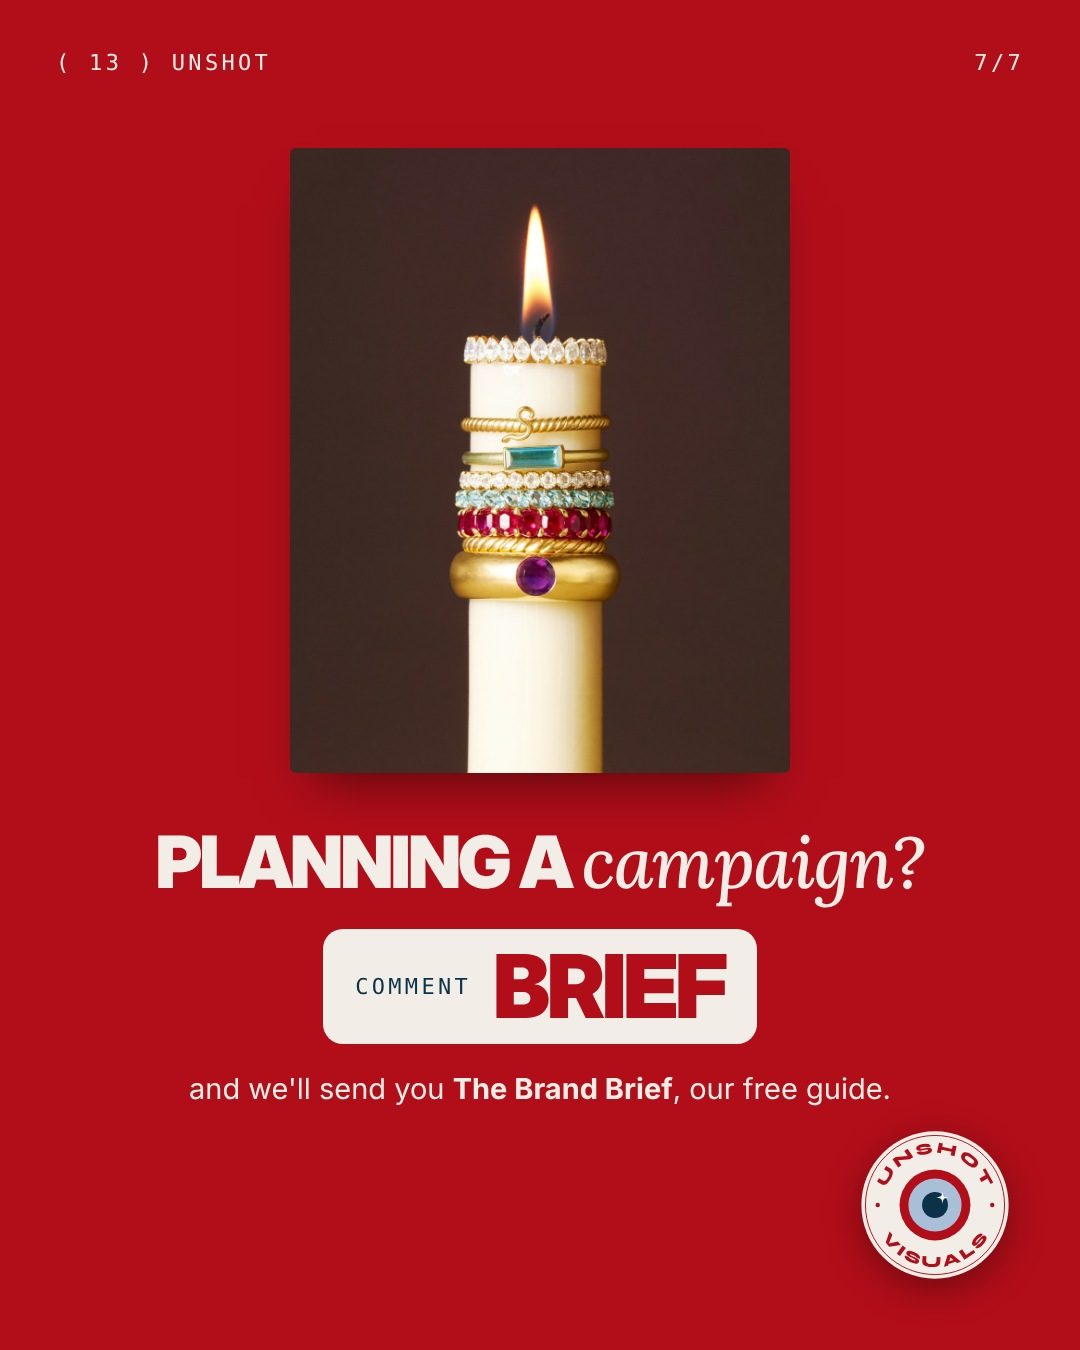 ( 13 ) UNSHOT
7/7
PLANNING A campaign?
COMMENT BRIEF
and we'll send you The Brand Brief, our free guide.
UNSHOT
VISUALS